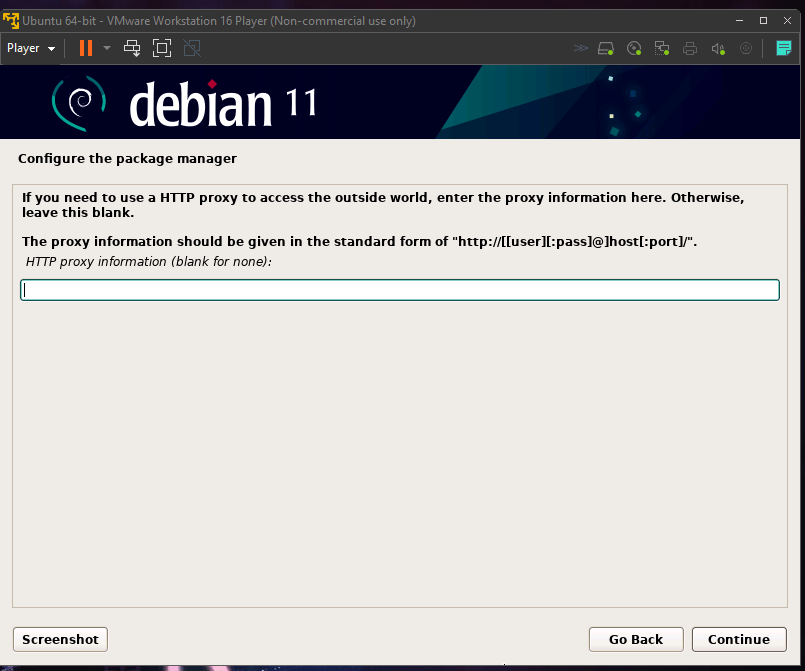 Ubuntu 64-bit - VMware Workstation 16 Player (Non-commercial use only)
Player
debian 11
Configure the package manager
If you need to use a HTTP proxy to access the outside world, enter the proxy information here. Otherwise,
leave this blank.
The proxy information should be given in the standard form of "http://[[user][:pass]@]host[:port]/".
HTTP proxy information (blank for none):
Screenshot
Go Back
Continue